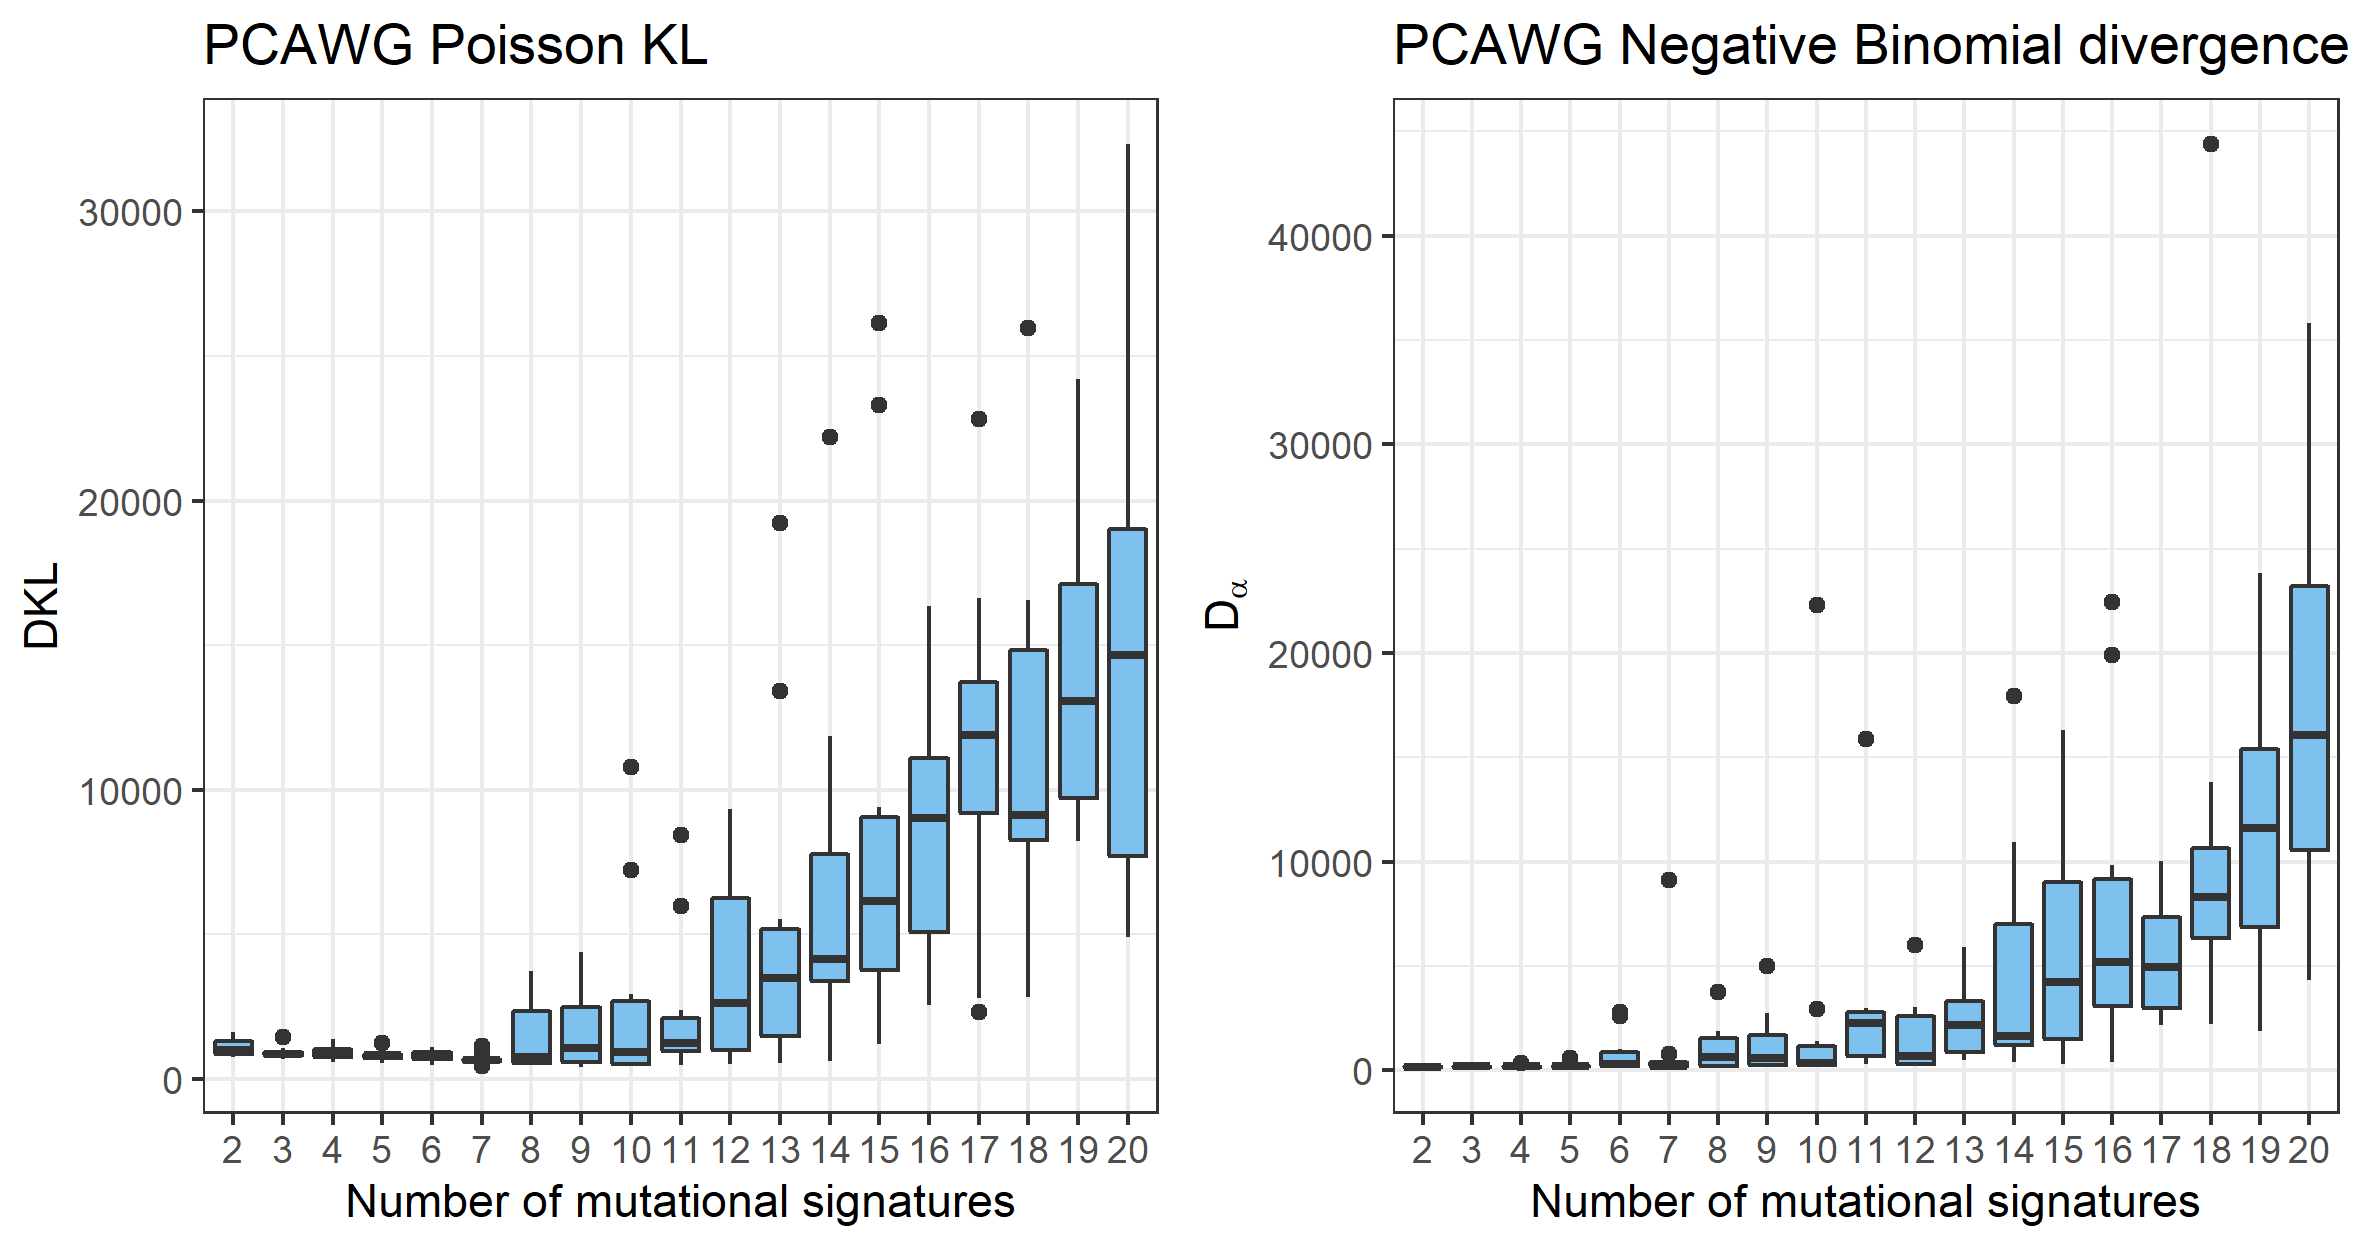 PCAWG Poisson KL
30000
20000
10000
0
DKL
2 3 4 5 6 7 8 9 10 11 12 13 14 15 16 17 18 19 20
Number of mutational signatures
PCAWG Negative Binomial divergence
40000
30000
20000
10000
0
Dα
2 3 4 5 6 7 8 9 10 11 12 13 14 15 16 17 18 19 20
Number of mutational signatures